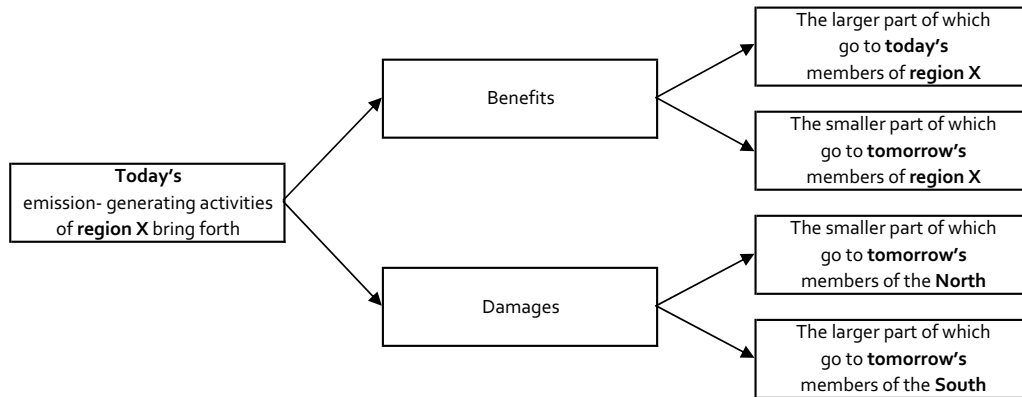 Today's
emission- generating activities
of region X bring forth
Benefits
Damages
The larger part of which
go to today's
members of region X
The smaller part of which
go to tomorrow's
members of region X
The smaller part of which
go to tomorrow's
members of the North
The larger part of which
go to tomorrow's
members of the South